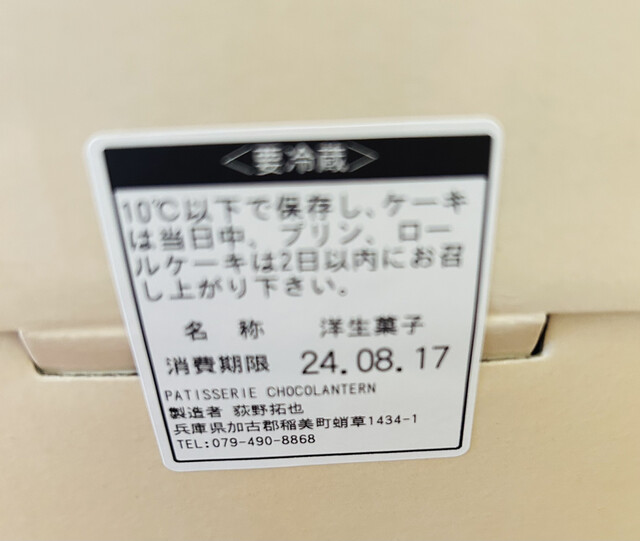 <要冷蔵>
10℃以下で保存し、ケーキ
は当日中、プリン、ロー
ルケーキは2日以内にお召
し上がり下さい。
名 称 洋生菓子
消費期限 24.08.17
PATISSERIE CHOCOLANTERN
製造者 荻野拓也
兵庫県加古郡稲美町蛸草1434-1
TEL:079-490-8868